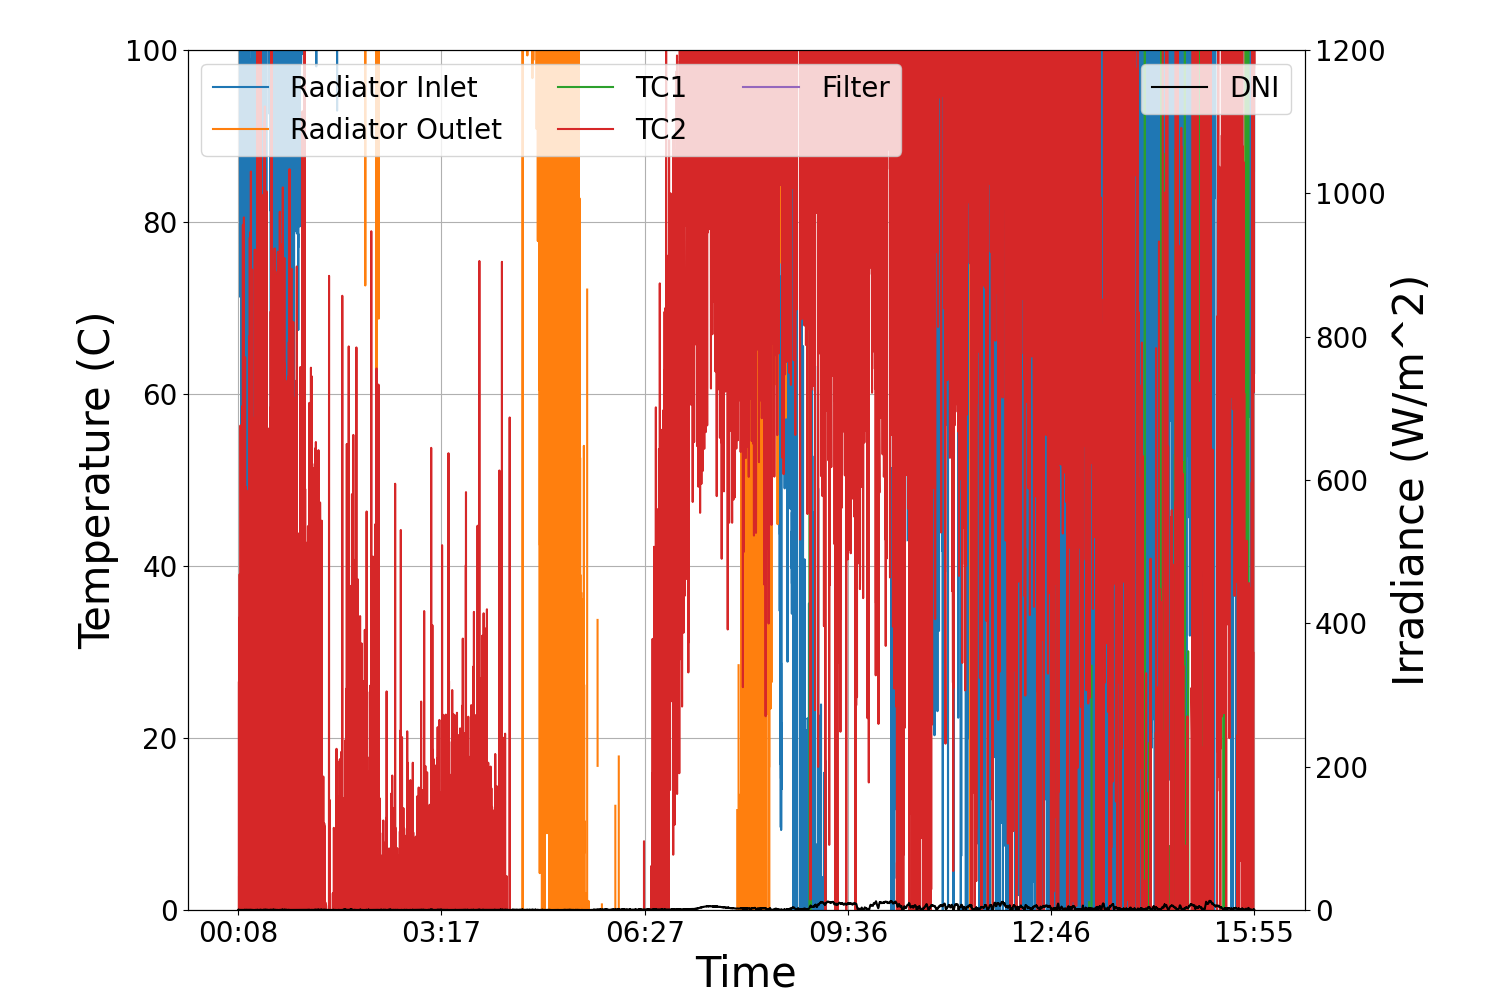 100
80
60
40
20
0
Temperature (C)
Radiator Inlet
Radiator Outlet
TC1
TC2
Filter
DNI
1200
1000
800
600
400
200
0
Irradiance (W/m^2)
00:08
03:17
06:27
09:36
12:46
15:55
Time